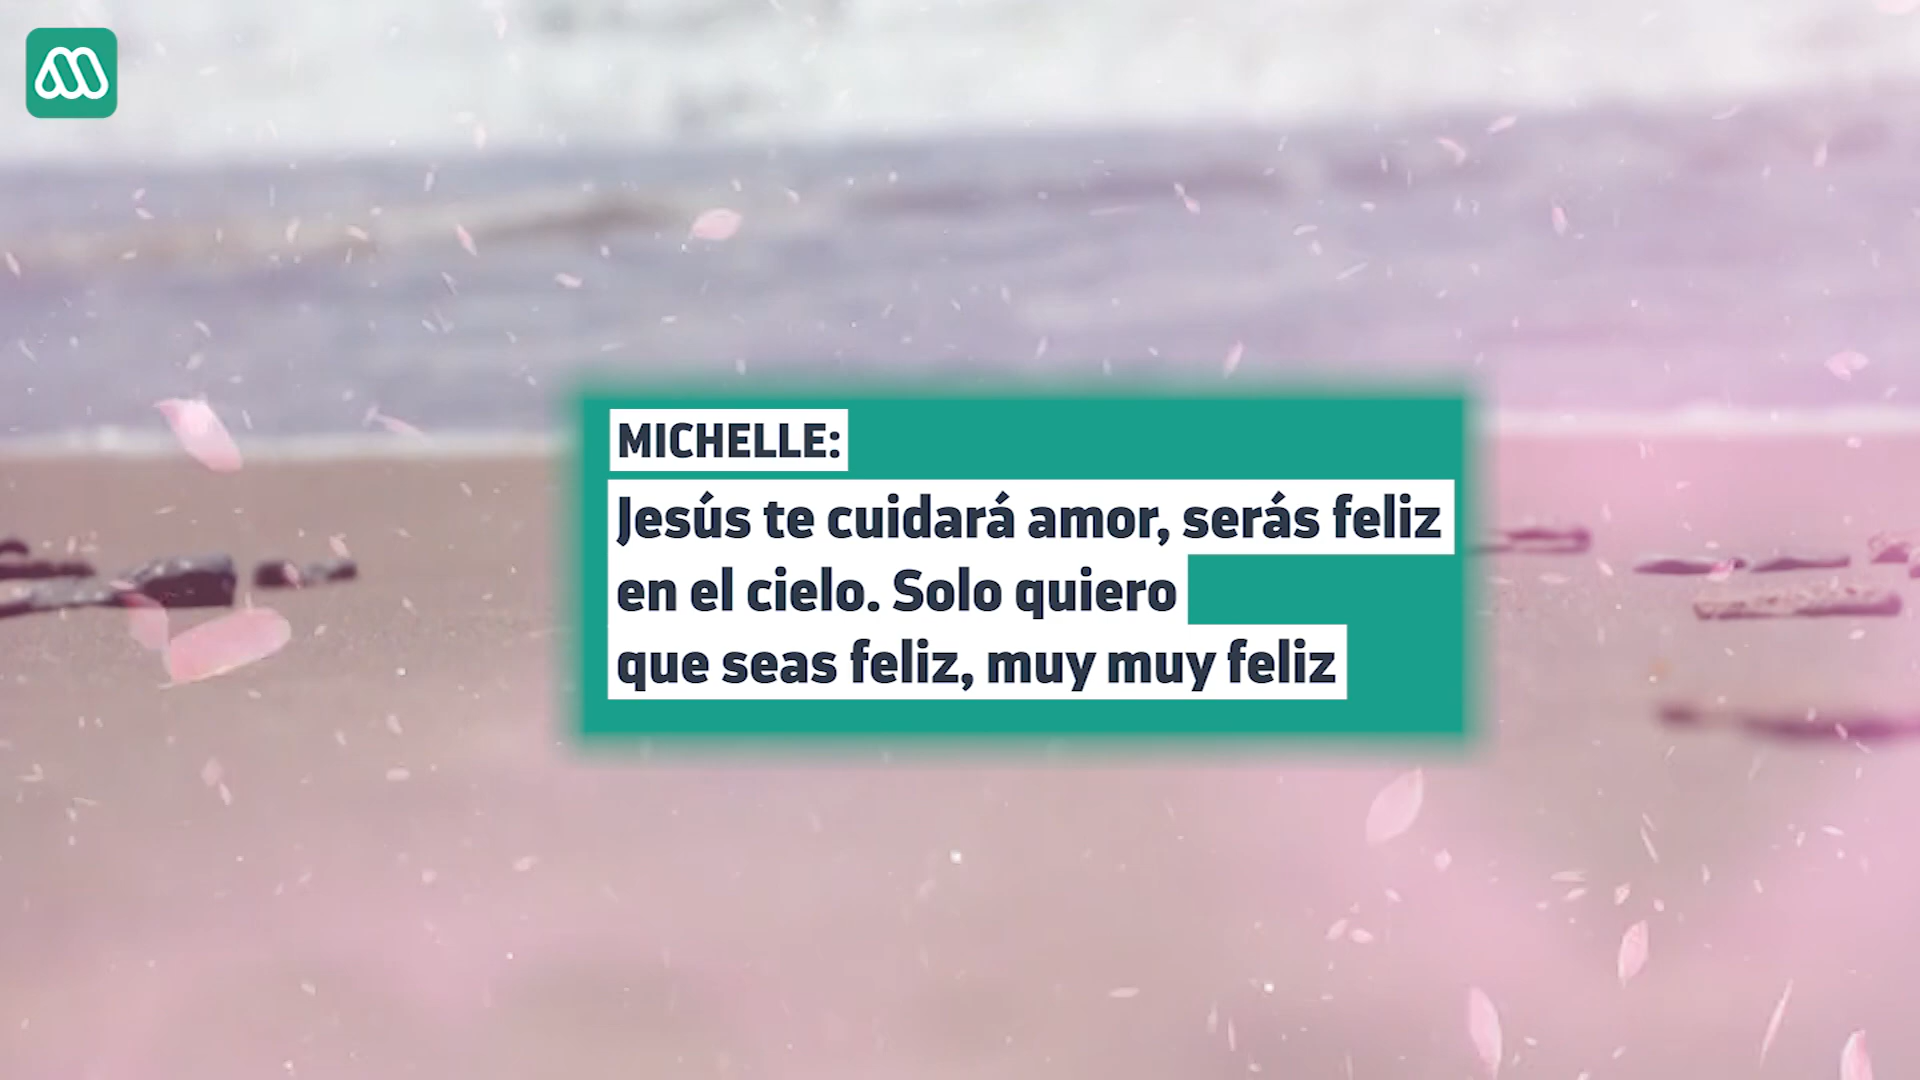 MICHELLE:
Jesús te cuidará amor, serás feliz
en el cielo. Solo quiero
que seas feliz, muy muy feliz